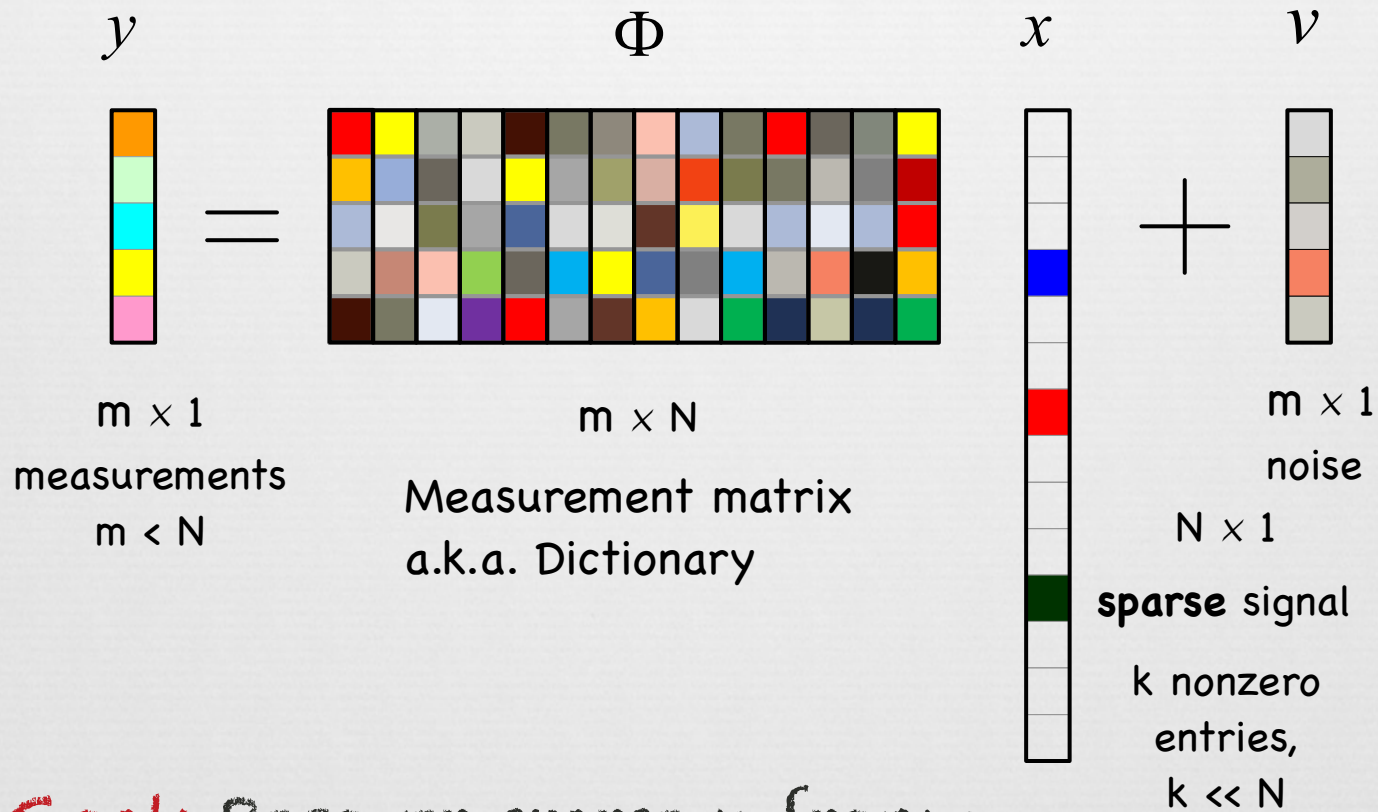 y
Φ
x
v
=
+
m × 1
measurements
m < N
m × N
Measurement matrix
a.k.a. Dictionary
m × 1
noise
N × 1
sparse signal
k nonzero
entries,
k << N